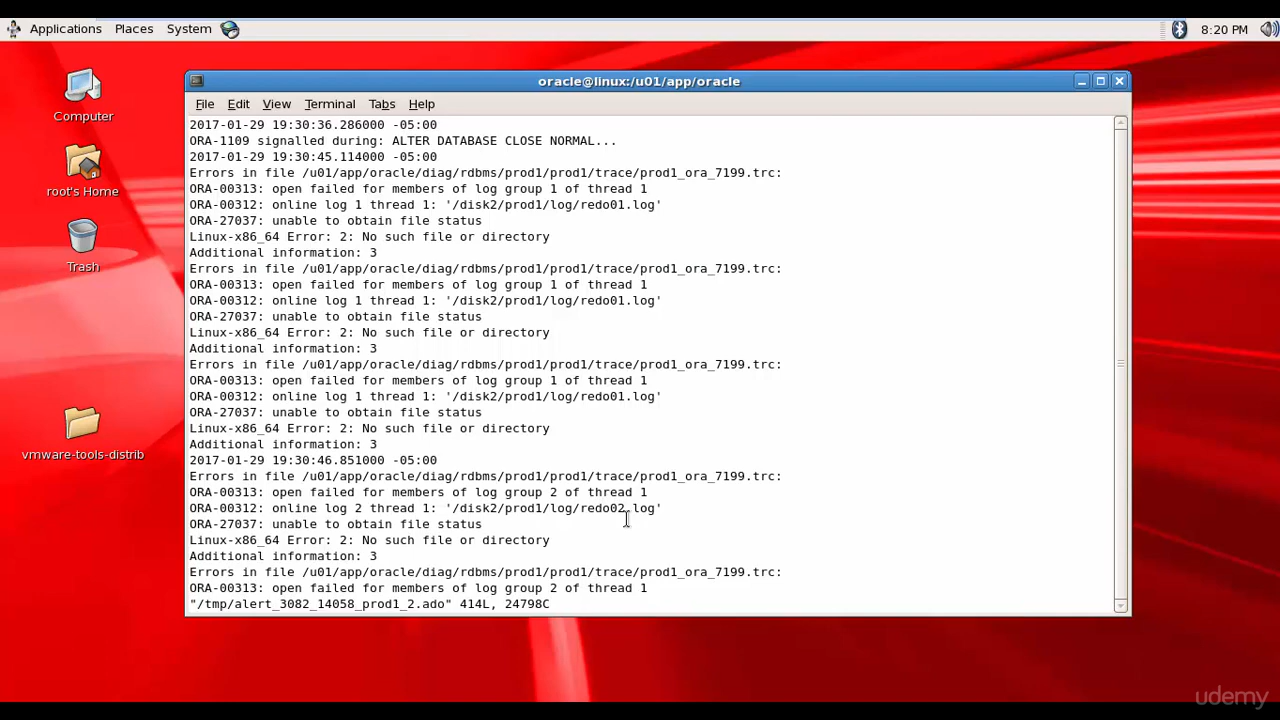 Applications Places System 8:20 PM
oracle@linux:/u01/app/oracle
File Edit View Terminal Tabs Help
Computer
root's Home
Trash
vmware-tools-distrib
2017-01-29 19:30:36.286000 -05:00
ORA-1109 signalled during: ALTER DATABASE CLOSE NORMAL...
2017-01-29 19:30:45.114000 -05:00
Errors in file /u01/app/oracle/diag/rdbms/prod1/prod1/trace/prod1_ora_7199.trc:
ORA-00313: open failed for members of log group 1 of thread 1
ORA-00312: online log 1 thread 1: '/disk2/prod1/log/redo01.log'
ORA-27037: unable to obtain file status
Linux-x86_64 Error: 2: No such file or directory
Additional information: 3
Errors in file /u01/app/oracle/diag/rdbms/prod1/prod1/trace/prod1_ora_7199.trc:
ORA-00313: open failed for members of log group 1 of thread 1
ORA-00312: online log 1 thread 1: '/disk2/prod1/log/redo01.log'
ORA-27037: unable to obtain file status
Linux-x86_64 Error: 2: No such file or directory
Additional information: 3
Errors in file /u01/app/oracle/diag/rdbms/prod1/prod1/trace/prod1_ora_7199.trc:
ORA-00313: open failed for members of log group 1 of thread 1
ORA-00312: online log 1 thread 1: '/disk2/prod1/log/redo01.log'
ORA-27037: unable to obtain file status
Linux-x86_64 Error: 2: No such file or directory
Additional information: 3
2017-01-29 19:30:46.851000 -05:00
Errors in file /u01/app/oracle/diag/rdbms/prod1/prod1/trace/prod1_ora_7199.trc:
ORA-00313: open failed for members of log group 2 of thread 1
ORA-00312: online log 2 thread 1: '/disk2/prod1/log/redo02.log'
ORA-27037: unable to obtain file status
Linux-x86_64 Error: 2: No such file or directory
Additional information: 3
Errors in file /u01/app/oracle/diag/rdbms/prod1/prod1/trace/prod1_ora_7199.trc:
ORA-00313: open failed for members of log group 2 of thread 1
"/tmp/alert_3082_14058_prod1_2.ado" 414L, 24798C
udemy